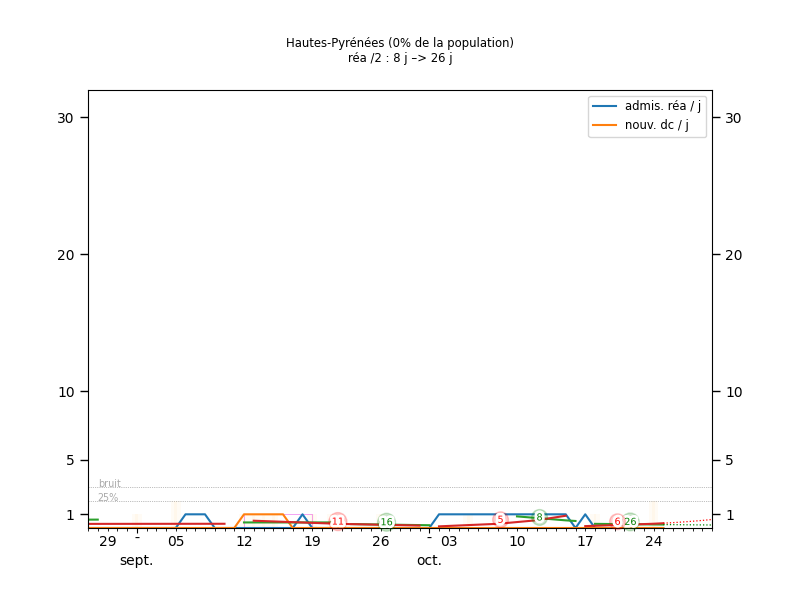 Hautes-Pyrénées (0% de la population)
réa /2 : 8 j –> 26 j
admis. réa / j
nouv. dc / j
30 30
20 20
10 10
5 5
bruit
25%
1 1
11 16 5 8 6 26
29 - 05 12 19 26 - 03 10 17 24
sept. oct.